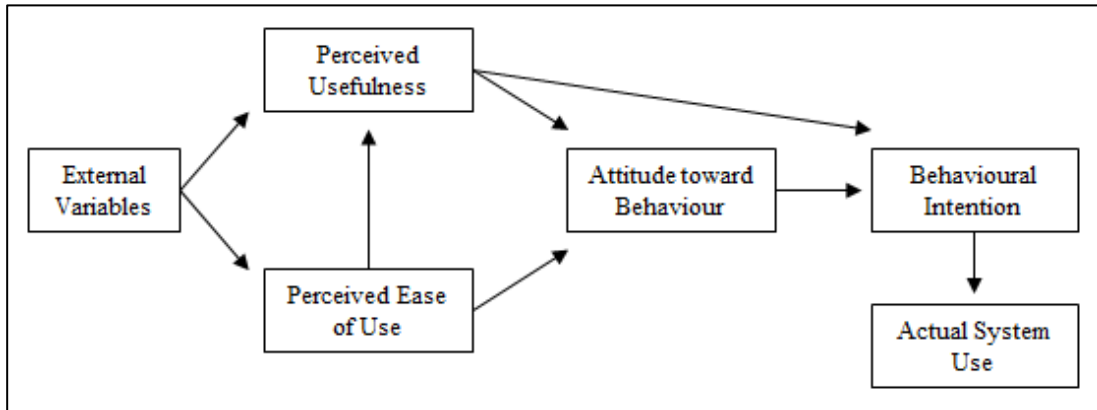 Perceived
Usefulness
External
Variables
Attitude toward
Behaviour
Behavioural
Intention
Perceived Ease
of Use
Actual System
Use